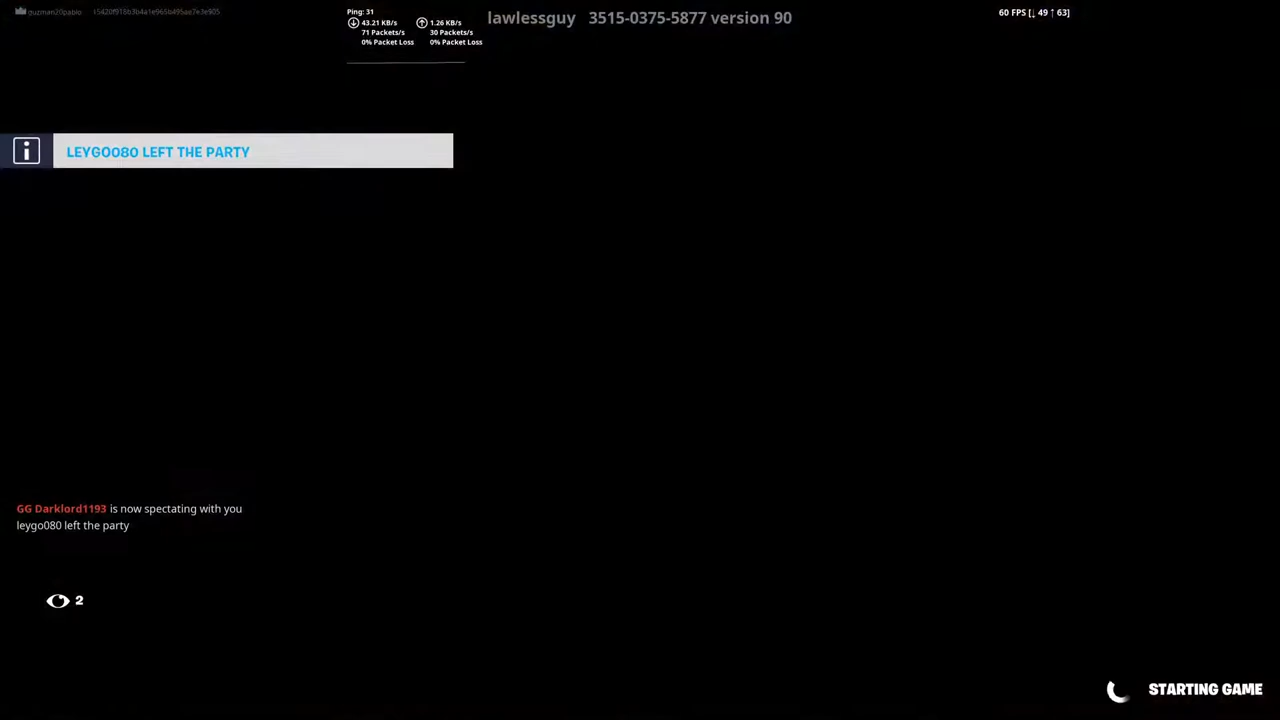 guzman20pablo
Ping: 31
43.21 KB/s 1.26 KB/s
71 Packets/s 30 Packets/s
0% Packet Loss 0% Packet Loss
lawlessguy 3515-0375-5877 version 90
60 FPS [↓ 49 ↑ 63]
LEYGO080 LEFT THE PARTY
GG Darklord1193 is now spectating with you
leygo080 left the party
2
STARTING GAME